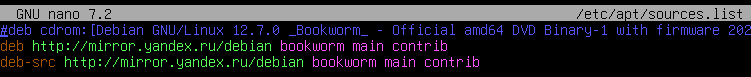 GNU nano 7.2 /etc/apt/sources.list
#deb cdrom:[Debian GNU/Linux 12.7.0 _Bookworm_ - Official amd64 DVD Binary-1 with firmware 202
deb http://mirror.yandex.ru/debian bookworm main contrib
deb-src http://mirror.yandex.ru/debian bookworm main contrib